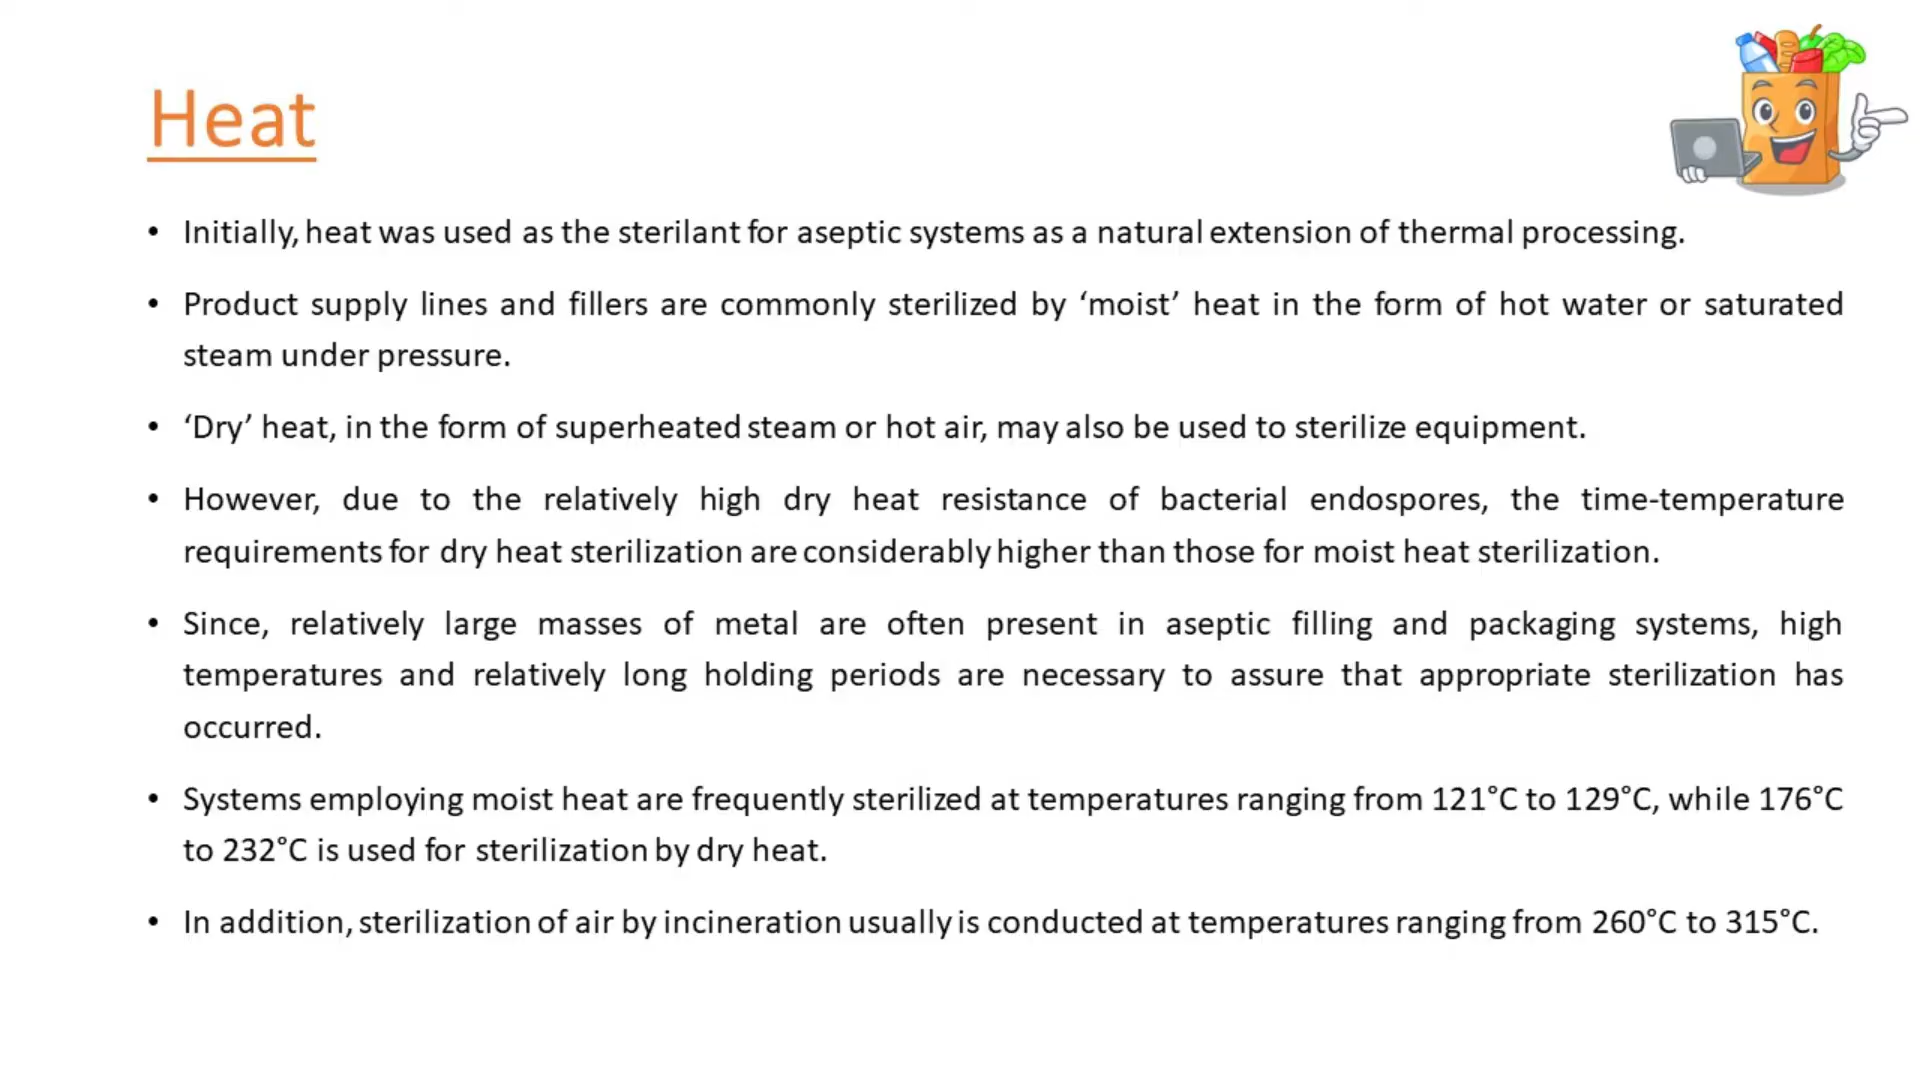 Heat
• Initially, heat was used as the sterilant for aseptic systems as a natural extension of thermal processing.
• Product supply lines and fillers are commonly sterilized by ‘moist’ heat in the form of hot water or saturated
steam under pressure.
• ‘Dry’ heat, in the form of superheated steam or hot air, may also be used to sterilize equipment.
• However, due to the relatively high dry heat resistance of bacterial endospores, the time-temperature
requirements for dry heat sterilization are considerably higher than those for moist heat sterilization.
• Since, relatively large masses of metal are often present in aseptic filling and packaging systems, high
temperatures and relatively long holding periods are necessary to assure that appropriate sterilization has
occurred.
• Systems employing moist heat are frequently sterilized at temperatures ranging from 121°C to 129°C, while 176°C
to 232°C is used for sterilization by dry heat.
• In addition, sterilization of air by incineration usually is conducted at temperatures ranging from 260°C to 315°C.